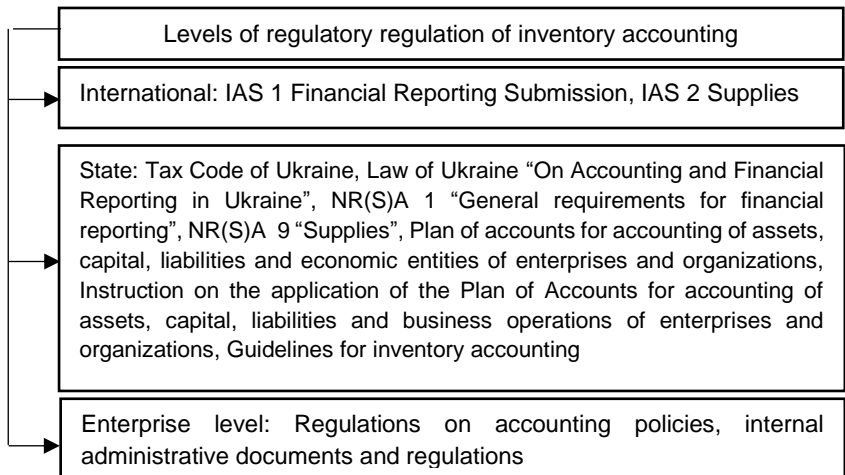 Levels of regulatory regulation of inventory accounting
International: IAS 1 Financial Reporting Submission, IAS 2 Supplies
State: Tax Code of Ukraine, Law of Ukraine “On Accounting and Financial
Reporting in Ukraine”, NR(S)A 1 “General requirements for financial
reporting”, NR(S)A 9 “Supplies”, Plan of accounts for accounting of assets,
capital, liabilities and economic entities of enterprises and organizations,
Instruction on the application of the Plan of Accounts for accounting of
assets, capital, liabilities and business operations of enterprises and
organizations, Guidelines for inventory accounting
Enterprise level: Regulations on accounting policies, internal
administrative documents and regulations